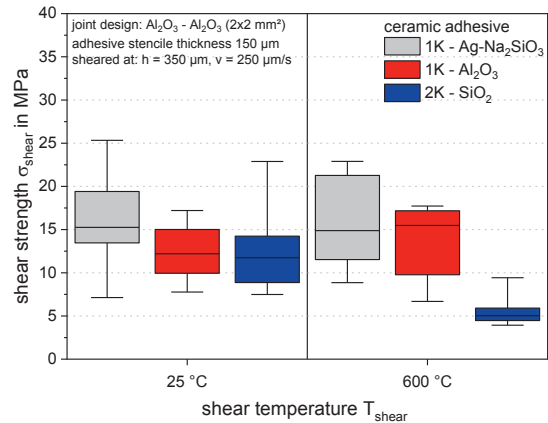 joint design: Al₂O₃ - Al₂O₃ (2x2 mm²)
adhesive stencile thickness 150 µm
sheared at: h = 350 µm, v = 250 µm/s
ceramic adhesive
1K - Ag-Na₂SiO₃
1K - Al₂O₃
2K - SiO₂
shear strength σshear in MPa
40
35
30
25
20
15
10
5
0
25 °C
600 °C
shear temperature Tshear